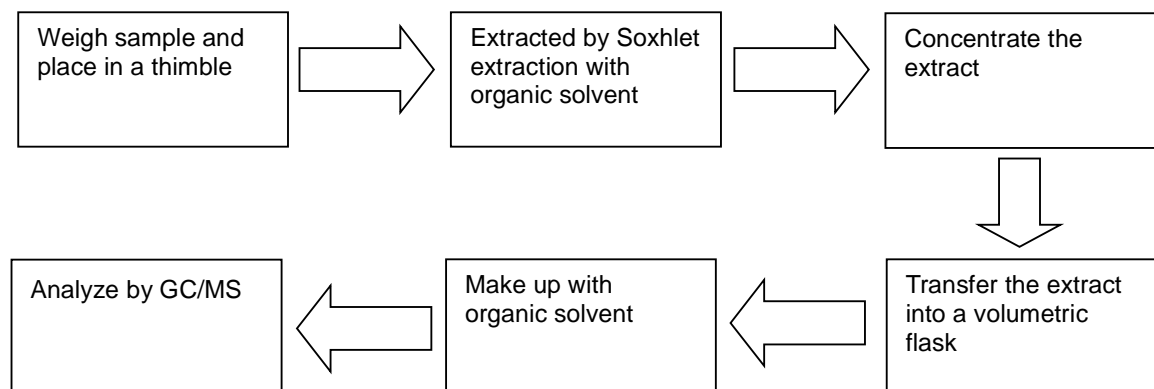 Weigh sample and
place in a thimble
Extracted by Soxhlet
extraction with
organic solvent
Concentrate the
extract
Transfer the extract
into a volumetric
flask
Make up with
organic solvent
Analyze by GC/MS